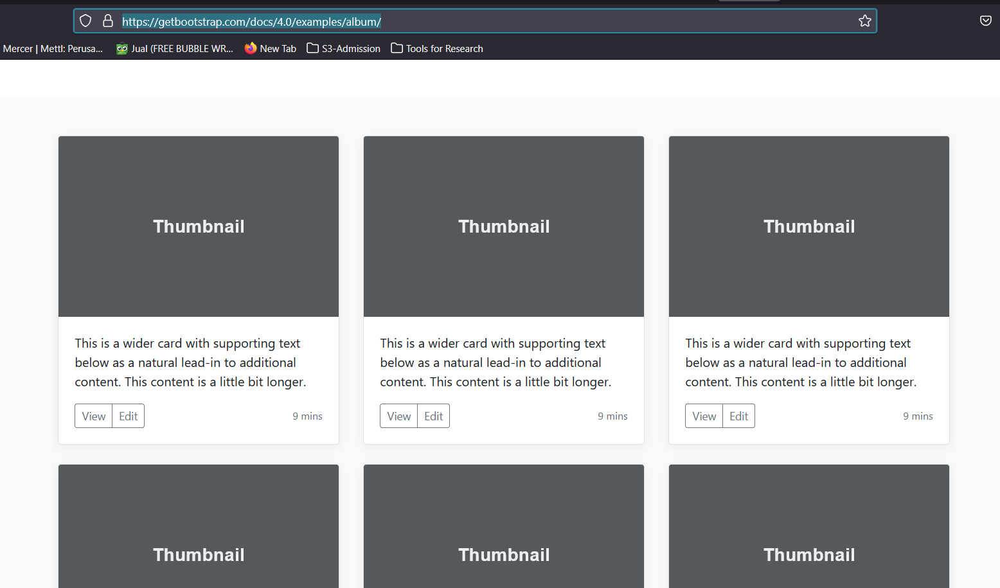 https://getbootstrap.com/docs/4.0/examples/album/
Mercer | Mettl: Perusa... Jual (FREE BUBBLE WR... New Tab S3-Admission Tools for Research
Thumbnail
This is a wider card with supporting text
below as a natural lead-in to additional
content. This content is a little bit longer.
View Edit 9 mins
Thumbnail
This is a wider card with supporting text
below as a natural lead-in to additional
content. This content is a little bit longer.
View Edit 9 mins
Thumbnail
This is a wider card with supporting text
below as a natural lead-in to additional
content. This content is a little bit longer.
View Edit 9 mins
Thumbnail
Thumbnail
Thumbnail